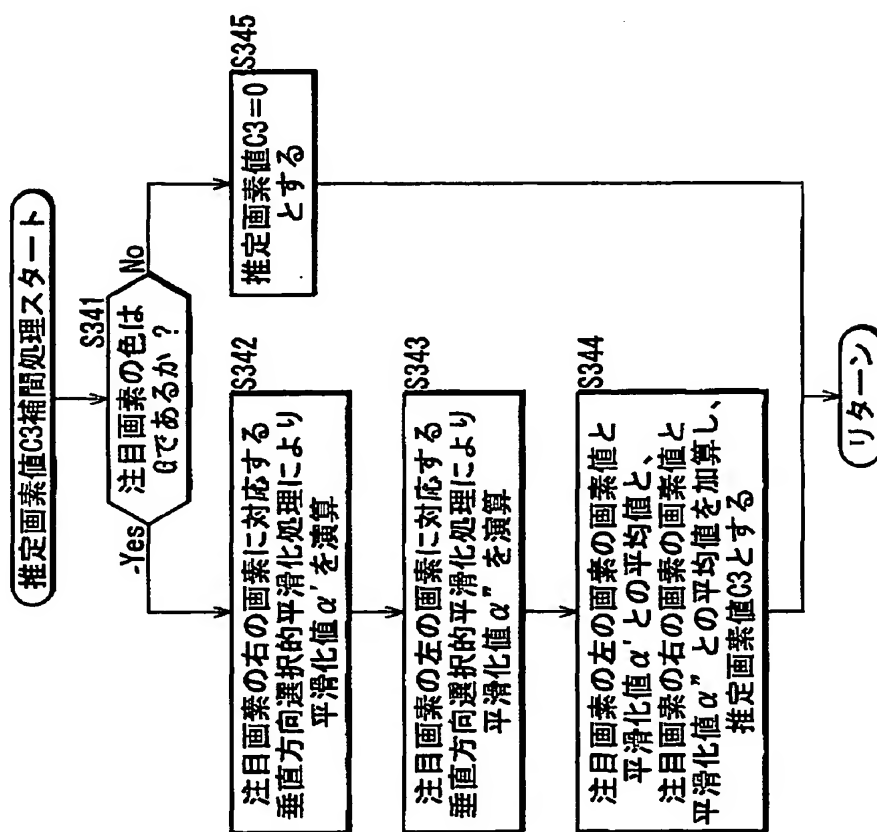 推定画素値C3補間処理スタート
S341
注目画素の色は
Gであるか ?
Yes
No
S342
注目画素の右の画素に対応する
垂直方向選択的平滑化処理により
平滑化値α'を演算
S343
注目画素の左の画素に対応する
垂直方向選択的平滑化処理により
平滑化値α"を演算
S344
注目画素の左の画素の画素値と
平滑化値α'との平均値と、
注目画素の右の画素の画素値と
平滑化値α"との平均値を加算し、
推定画素値C3とする
S345
推定画素値C3=0
とする
リターン